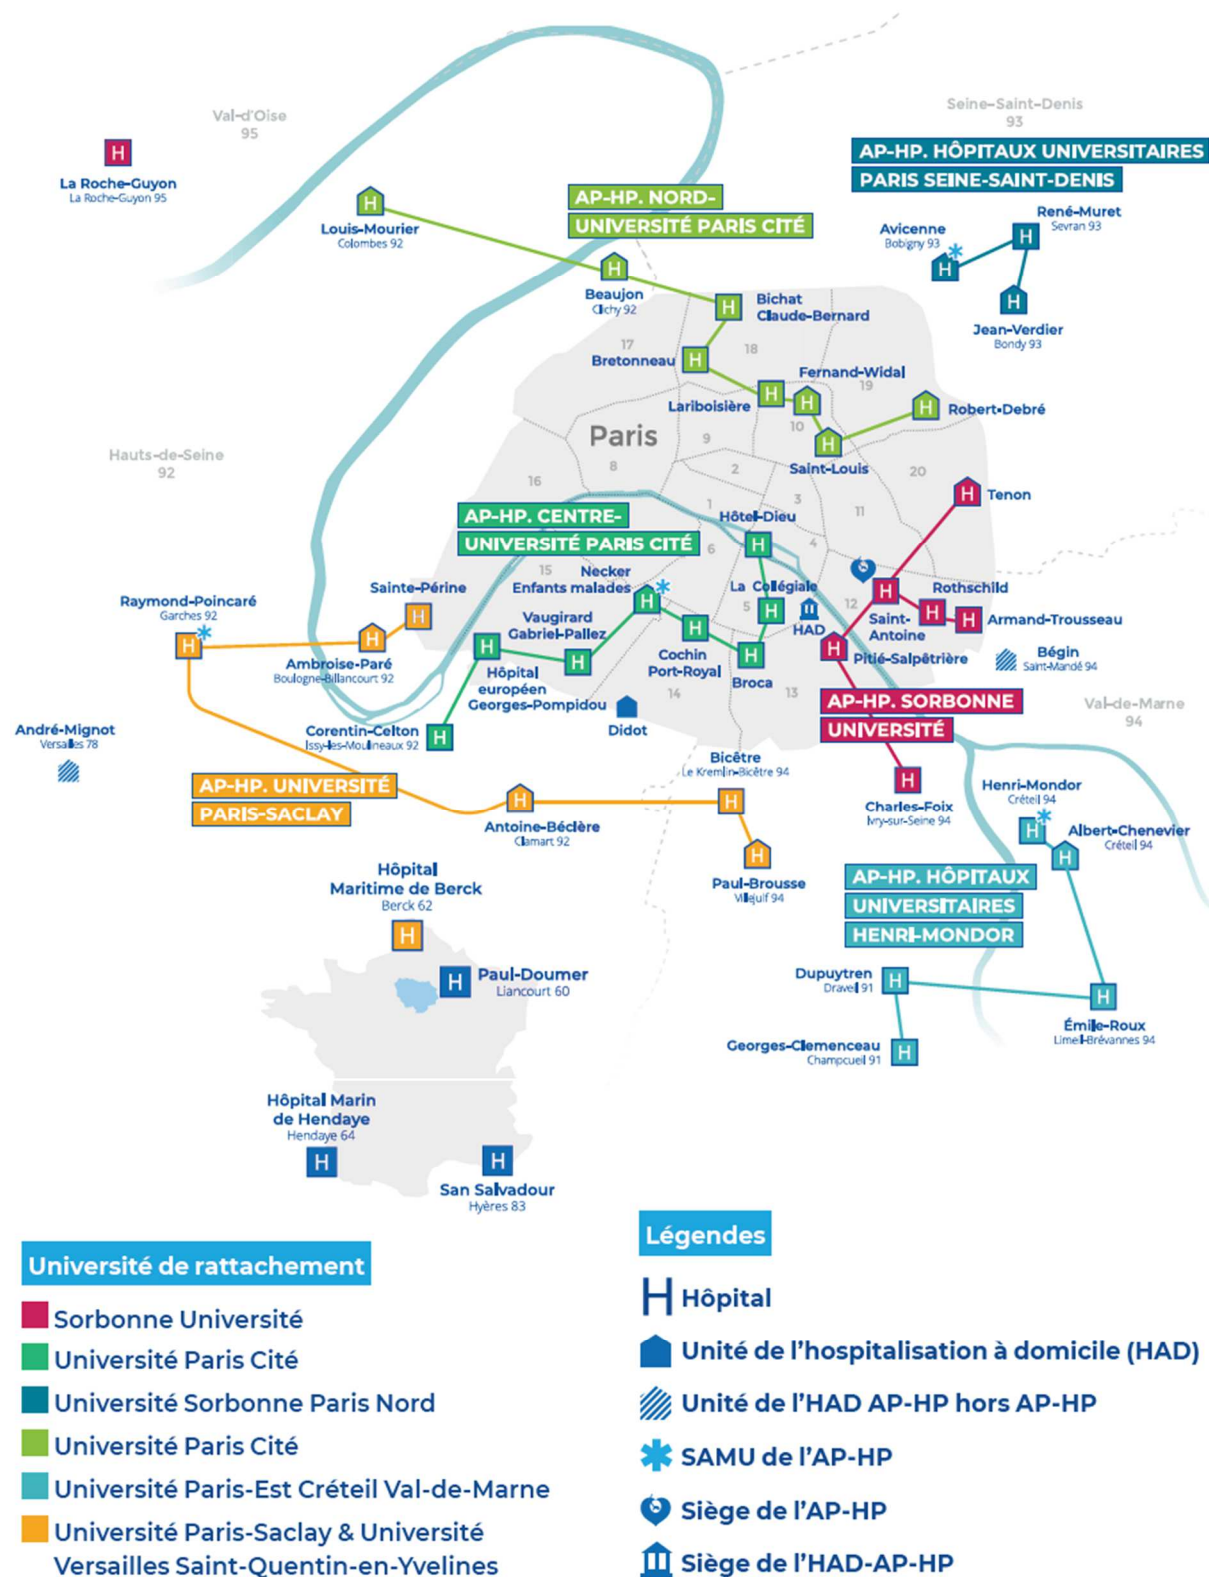 Val-d'Oise
95
Seine-Saint-Denis
93
H
La Roche-Guyon
La Roche-Guyon 95
AP-HP. HÔPITAUX UNIVERSITAIRES
PARIS SEINE-SAINT-DENIS
AP-HP. NORD-
UNIVERSITÉ PARIS CITÉ
H
Louis-Mourier
Colombes 92
René-Muret
Sevran 93
H
Avicenne
Bobigny 93
H
H
Jean-Verdier
Bondy 93
H
Beaujon
Clichy 92
H
Bichat
Claude-Bernard
17
18
Bretonneau
H
Fernand-Widal
19
Lariboisière
H
H
H
Robert-Debré
Paris
9
10
H
Saint-Louis
Hauts-de-Seine
92
16
8
2
20
1
3
11
H
Tenon
AP-HP. CENTRE-
UNIVERSITÉ PARIS CITÉ
Hôtel-Dieu
H
6
4
15
Necker
Enfants malades
H
La Collégiale
5
H
HAD
12
H
Saint-
Antoine
Rothschild
H
H
Armand-Trousseau
Sainte-Périne
H
Raymond-Poincaré
Garches 92
H
H
Ambroise-Paré
Boulogne-Billancourt 92
Vaugirard
Gabriel-Pallez
H
H
Hôpital
européen
Georges-Pompidou
H
Cochin
Port-Royal
H
Broca
H
Pitié-Salpêtrière
Bégin
Saint-Mandé 94
14
13
Didot
Corentin-Celton
Issy-les-Moulineaux 92
H
André-Mignot
Versailles 78
AP-HP. SORBONNE
UNIVERSITÉ
Val-de-Marne
94
AP-HP. UNIVERSITÉ
PARIS-SACLAY
Bicêtre
Le Kremlin-Bicêtre 94
H
H
Antoine-Béclère
Clamart 92
H
Charles-Foix
Ivry-sur-Seine 94
Henri-Mondor
Créteil 94
H
Albert-Chenevier
Créteil 94
H
H
Paul-Brousse
Villejuif 94
AP-HP. HÔPITAUX
UNIVERSITAIRES
HENRI-MONDOR
Hôpital
Maritime de Berck
Berck 62
H
H
Paul-Doumer
Liancourt 60
Dupuytren
Draveil 91
H
H
Émile-Roux
Limeil-Brévannes 94
Georges-Clemenceau
Champcueil 91
H
Hôpital Marin
de Hendaye
Hendaye 64
H
H
San Salvadour
Hyères 83
Université de rattachement
Sorbonne Université
Université Paris Cité
Université Sorbonne Paris Nord
Université Paris Cité
Université Paris-Est Créteil Val-de-Marne
Université Paris-Saclay & Université
Versailles Saint-Quentin-en-Yvelines
Légendes
H Hôpital
Unité de l'hospitalisation à domicile (HAD)
Unité de l'HAD AP-HP hors AP-HP
SAMU de l'AP-HP
Siège de l'AP-HP
Siège de l'HAD-AP-HP